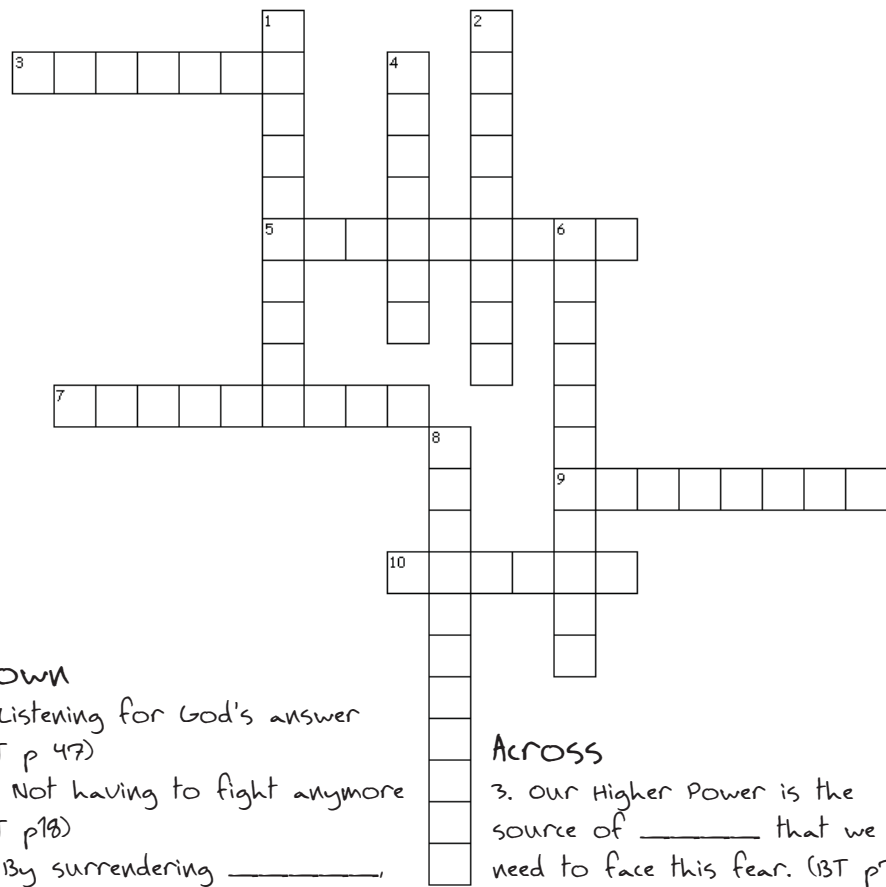 1 2
3 4
5 6
7
8
9
10
own
Listening for God's answer
T p 47)
Not having to fight anymore
T p18)
By surrendering _________,
Across
3. Our Higher Power is the
source of _______ that we
need to face this fear. (BT p